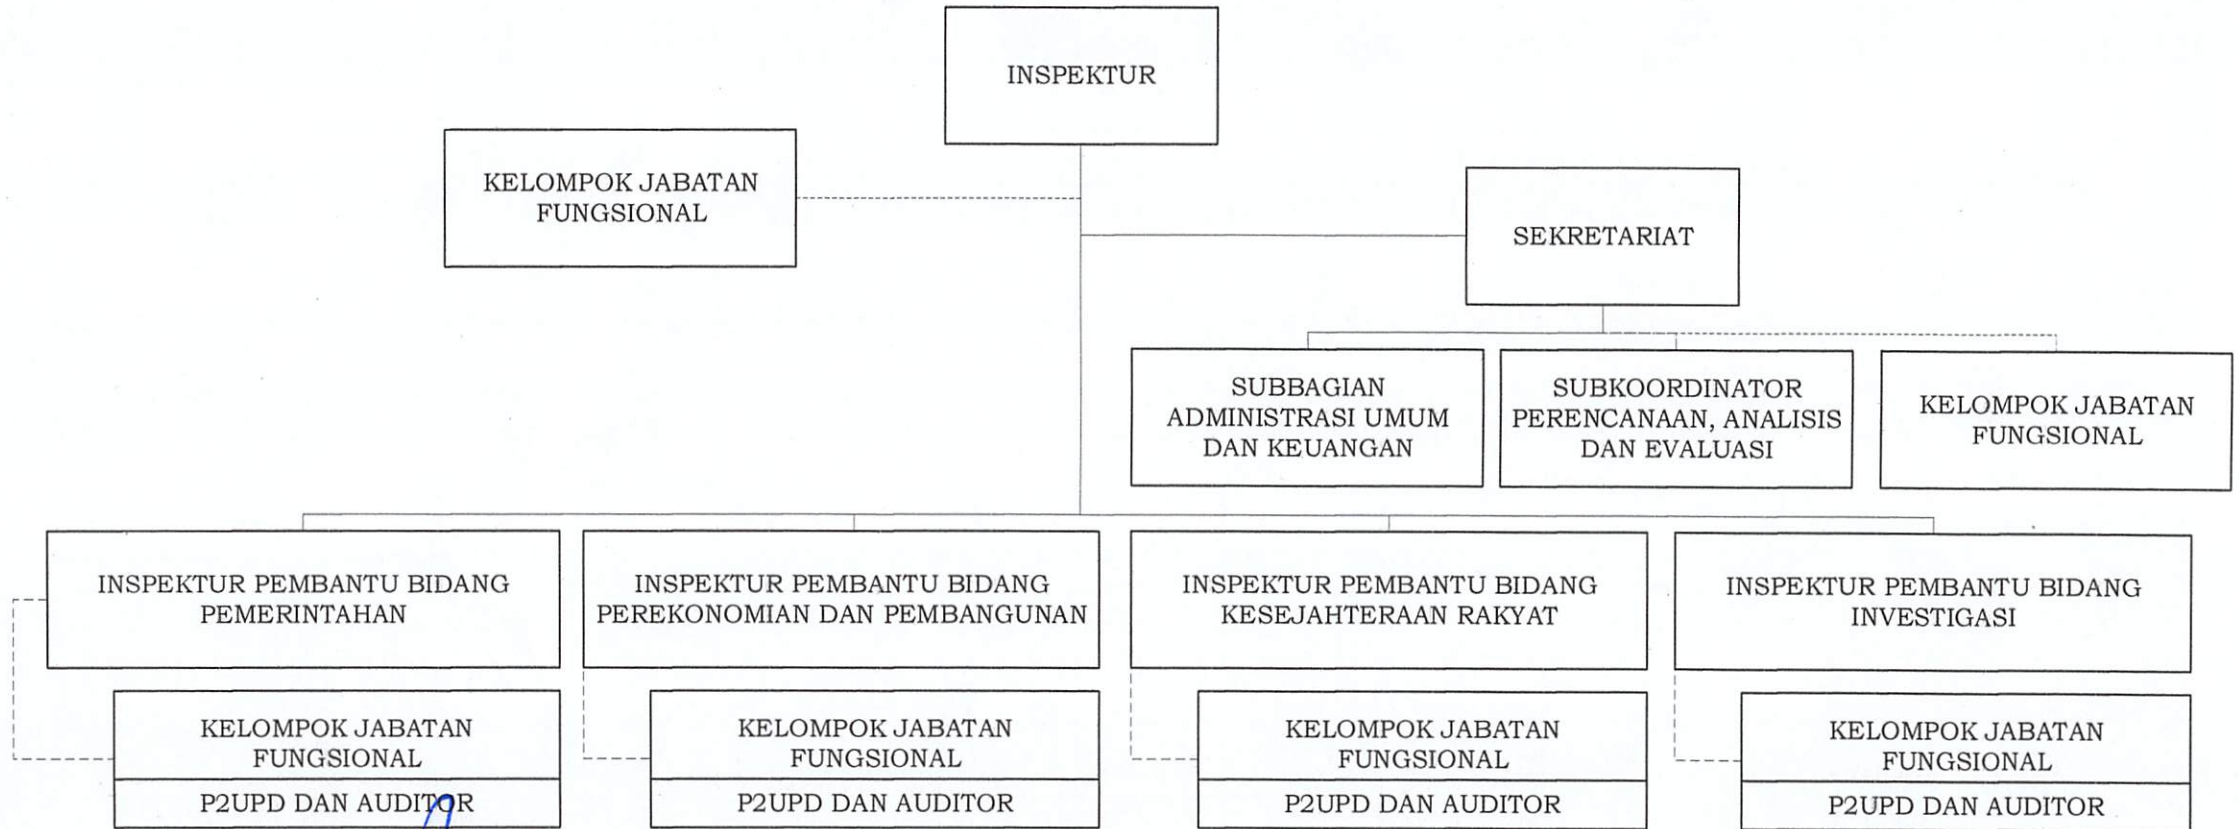 INSPEKTUR
KELOMPOK JABATAN
FUNGSIONAL
SEKRETARIAT
SUBBAGIAN
ADMINISTRASI UMUM
DAN KEUANGAN
SUBKOORDINATOR
PERENCANAAN, ANALISIS
DAN EVALUASI
KELOMPOK JABATAN
FUNGSIONAL
INSPEKTUR PEMBANTU BIDANG
PEMERINTAHAN
INSPEKTUR PEMBANTU BIDANG
PEREKONOMIAN DAN PEMBANGUNAN
INSPEKTUR PEMBANTU BIDANG
KESEJAHTERAAN RAKYAT
INSPEKTUR PEMBANTU BIDANG
INVESTIGASI
KELOMPOK JABATAN
FUNGSIONAL
P2UPD DAN AUDITOR
KELOMPOK JABATAN
FUNGSIONAL
P2UPD DAN AUDITOR
KELOMPOK JABATAN
FUNGSIONAL
P2UPD DAN AUDITOR
KELOMPOK JABATAN
FUNGSIONAL
P2UPD DAN AUDITOR